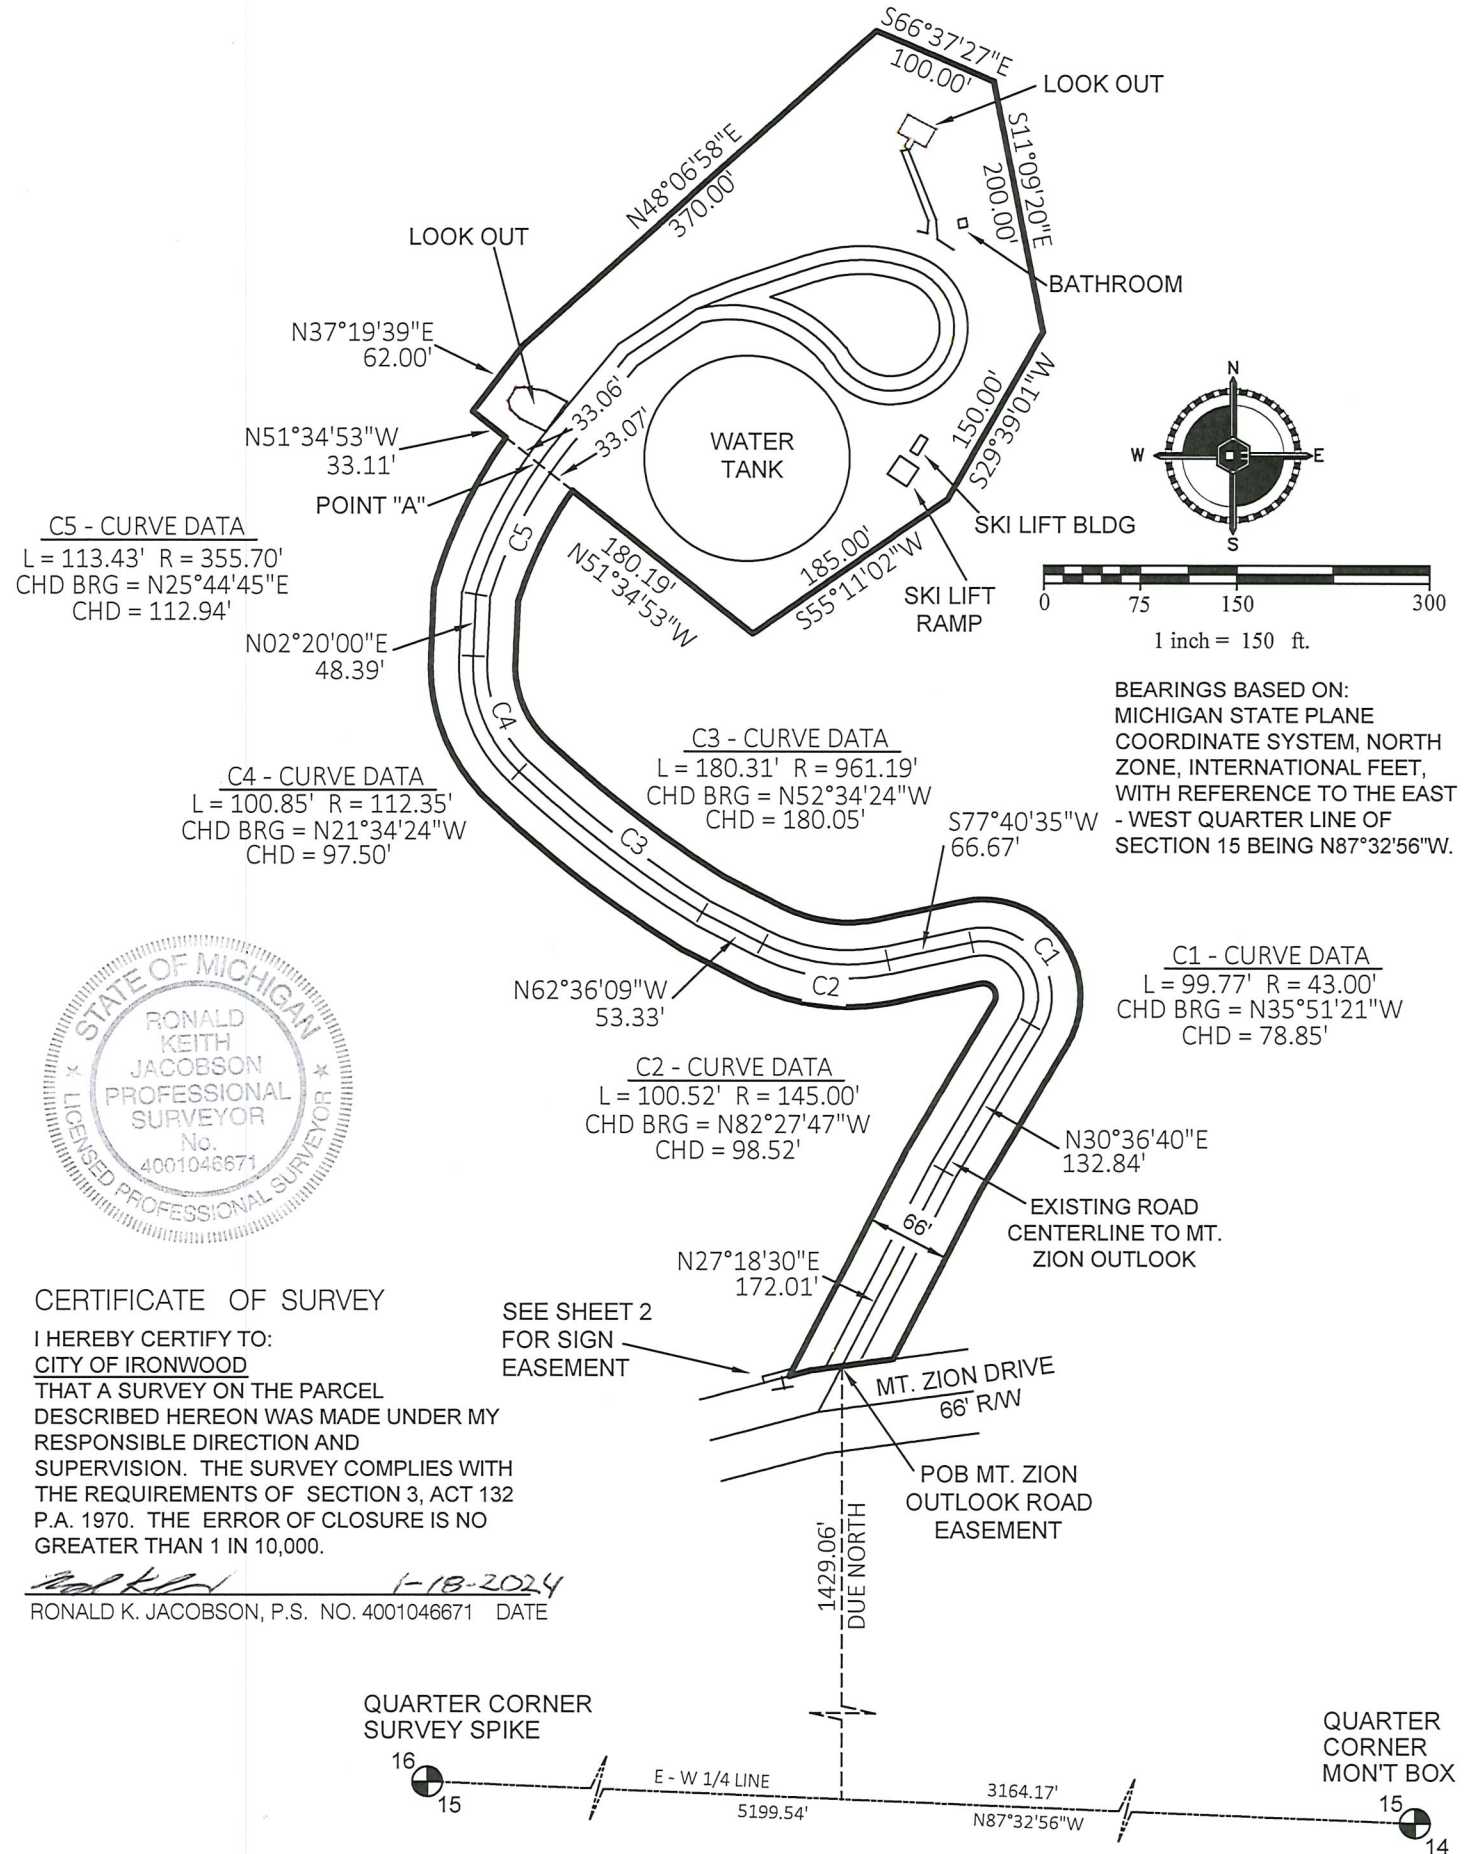 S66°37'27"E
100.00'
LOOK OUT
S11°09'20"E
200.00'
N48°06'58"E
370.00'
LOOK OUT
BATHROOM
N37°19'39"E
62.00'
33.06'
33.07'
N51°34'53"W
33.11'
POINT "A"
WATER
TANK
150.00'
S29°39'01"W
SKI LIFT BLDG
SKI LIFT
RAMP
185.00'
S55°11'02"W
180.19'
N51°34'53"W
N
W
E
S
0 75 150 300
1 inch = 150 ft.
C5 - CURVE DATA
L = 113.43' R = 355.70'
CHD BRG = N25°44'45"E
CHD = 112.94'
C5
N02°20'00"E
48.39'
C4
BEARINGS BASED ON:
MICHIGAN STATE PLANE
COORDINATE SYSTEM, NORTH
ZONE, INTERNATIONAL FEET,
WITH REFERENCE TO THE EAST
- WEST QUARTER LINE OF
SECTION 15 BEING N87°32'56"W.
C3 - CURVE DATA
L = 180.31' R = 961.19'
CHD BRG = N52°34'24"W
CHD = 180.05'
C4 - CURVE DATA
L = 100.85' R = 112.35'
CHD BRG = N21°34'24"W
CHD = 97.50'
S77°40'35"W
66.67'
C3
C1
C2
C1 - CURVE DATA
L = 99.77' R = 43.00'
CHD BRG = N35°51'21"W
CHD = 78.85'
N62°36'09"W
53.33'
C2 - CURVE DATA
L = 100.52' R = 145.00'
CHD BRG = N82°27'47"W
CHD = 98.52'
STATE OF MICHIGAN
RONALD
KEITH
JACOBSON
PROFESSIONAL
SURVEYOR
No.
4001046671
LICENSED PROFESSIONAL SURVEYOR
N30°36'40"E
132.84'
EXISTING ROAD
CENTERLINE TO MT.
ZION OUTLOOK
66'
N27°18'30"E
172.01'
CERTIFICATE OF SURVEY
I HEREBY CERTIFY TO:
CITY OF IRONWOOD
THAT A SURVEY ON THE PARCEL
DESCRIBED HEREON WAS MADE UNDER MY
RESPONSIBLE DIRECTION AND
SUPERVISION. THE SURVEY COMPLIES WITH
THE REQUIREMENTS OF SECTION 3, ACT 132
P.A. 1970. THE ERROR OF CLOSURE IS NO
GREATER THAN 1 IN 10,000.
1-18-2024
RONALD K. JACOBSON, P.S. NO. 4001046671 DATE
SEE SHEET 2
FOR SIGN
EASEMENT
MT. ZION DRIVE
66' R/W
POB MT. ZION
OUTLOOK ROAD
EASEMENT
1429.06'
DUE NORTH
QUARTER CORNER
SURVEY SPIKE
16
15
E - W 1/4 LINE
5199.54'
3164.17'
N87°32'56"W
QUARTER
CORNER
MON'T BOX
15
14